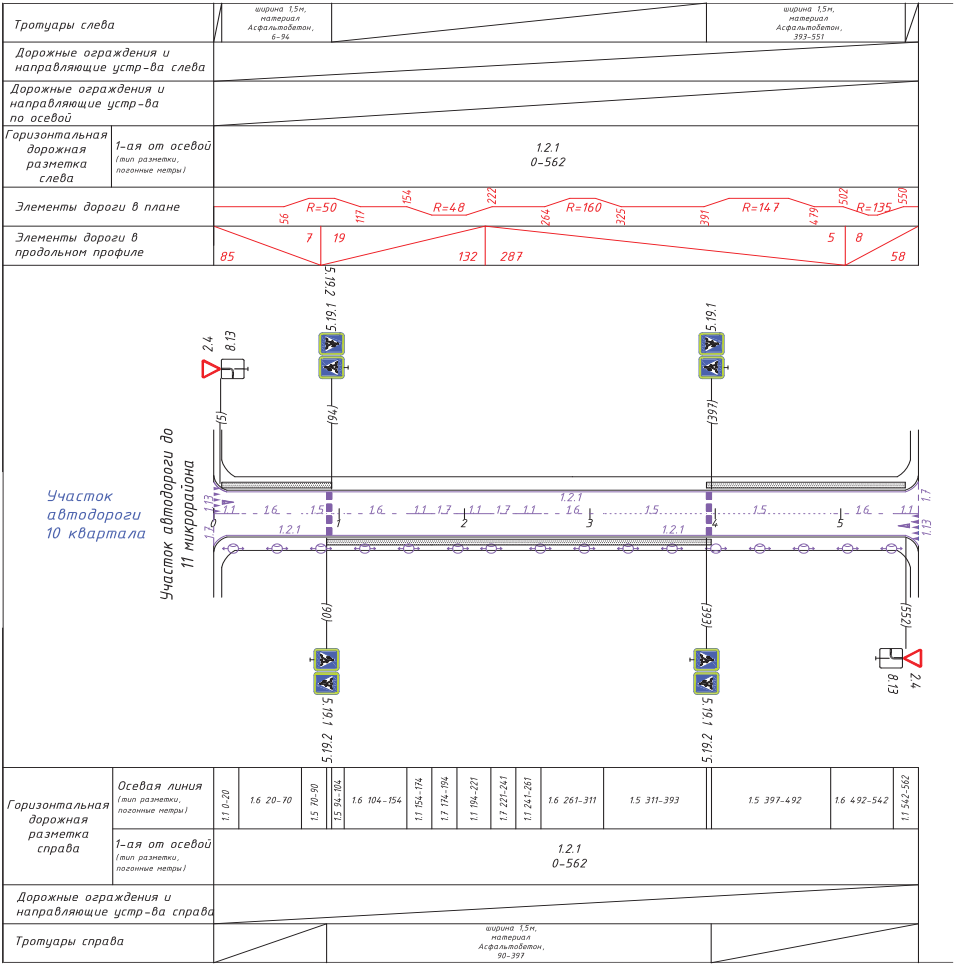 Тротуары слева
ширина 1,5м,
материал
Асфальтобетон,
6-94
ширина 1,5м,
материал
Асфальтобетон,
393-551
Дорожные ограждения и
направляющие устр-ва слева
Дорожные ограждения и
направляющие устр-ва
по осевой
Горизонтальная
дорожная
разметка
слева
1-ая от осевой
(тип разметки,
погонные метры)
1.2.1
0-562
Элементы дороги в плане
56
R=50
117
154
R=48
222
264
R=160
325
391
R=147
479
502
R=135
550
Элементы дороги в
продольном профиле
85
7
19
132
287
5
8
58
5.19.1 5.19.2
5.19.1
2.4
8.13
(5)
(94)
(397)
Участок автодороги до
11 микрорайона
Участок
автодороги
10 квартала
1.13
1.7
1.2.1
1.7
1.13
1.1 1.6 1.5 1.6 1.1 1.7 1.1 1.7 1.1 1.6 1.5 1.5 1.6 1.1
0 1 2 3 4 5
1.2.1
1.2.1
(90)
(393)
(552)
8.13
2.4
5.19.2 5.19.1
5.19.2 5.19.1
Горизонтальная
дорожная
разметка
справа
Осевая линия
(тип разметки,
погонные метры)
1.1 0-20
1.6 20-70
1.5 70-90
1.5 94-104
1.6 104-154
1.1 154-174
1.7 174-194
1.1 194-221
1.7 221-241
1.1 241-261
1.6 261-311
1.5 311-393
1.5 397-492
1.6 492-542
1.1 542-562
1-ая от осевой
(тип разметки,
погонные метры)
1.2.1
0-562
Дорожные ограждения и
направляющие устр-ва справа
Тротуары справа
ширина 1,5м,
материал
Асфальтобетон,
90-397